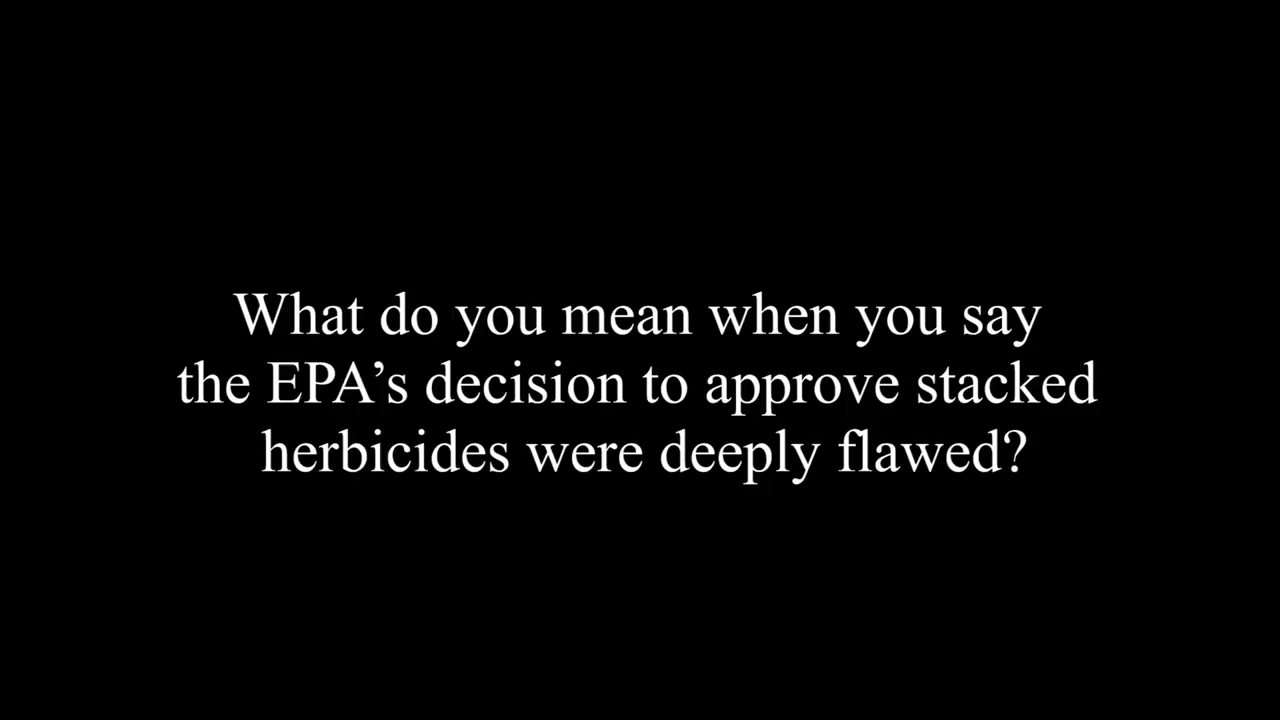 What do you mean when you say
the EPA’s decision to approve stacked
herbicides were deeply flawed?